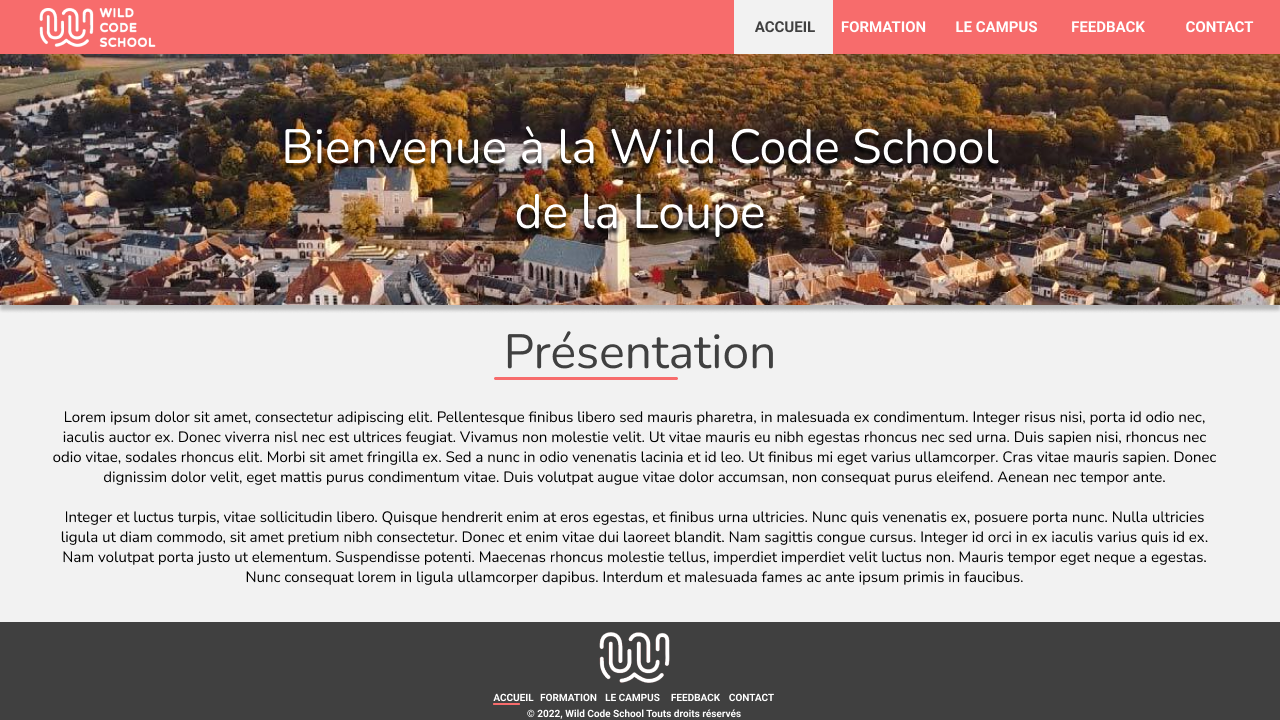 WILD
CODE
SCHOOL
ACCUEIL FORMATION LE CAMPUS FEEDBACK CONTACT
Bienvenue à la Wild Code School
de la Loupe
Présentation
Lorem ipsum dolor sit amet, consectetur adipiscing elit. Pellentesque finibus libero sed mauris pharetra, in malesuada ex condimentum. Integer risus nisi, porta id odio nec,
iaculis auctor ex. Donec viverra nisl nec est ultrices feugiat. Vivamus non molestie velit. Ut vitae mauris eu nibh egestas rhoncus nec sed urna. Duis sapien nisi, rhoncus nec
odio vitae, sodales rhoncus elit. Morbi sit amet fringilla ex. Sed a nunc in odio venenatis lacinia et id leo. Ut finibus mi eget varius ullamcorper. Cras vitae mauris sapien. Donec
dignissim dolor velit, eget mattis purus condimentum vitae. Duis volutpat augue vitae dolor accumsan, non consequat purus eleifend. Aenean nec tempor ante.
Integer et luctus turpis, vitae sollicitudin libero. Quisque hendrerit enim at eros egestas, et finibus urna ultricies. Nunc quis venenatis ex, posuere porta nunc. Nulla ultricies
ligula ut diam commodo, sit amet pretium nibh consectetur. Donec et enim vitae dui laoreet blandit. Nam sagittis congue cursus. Integer id orci in ex iaculis varius quis id ex.
Nam volutpat porta justo ut elementum. Suspendisse potenti. Maecenas rhoncus molestie tellus, imperdiet imperdiet velit luctus non. Mauris tempor eget neque a egestas.
Nunc consequat lorem in ligula ullamcorper dapibus. Interdum et malesuada fames ac ante ipsum primis in faucibus.
ACCUEIL FORMATION LE CAMPUS FEEDBACK CONTACT
© 2022, Wild Code School Touts droits réservés